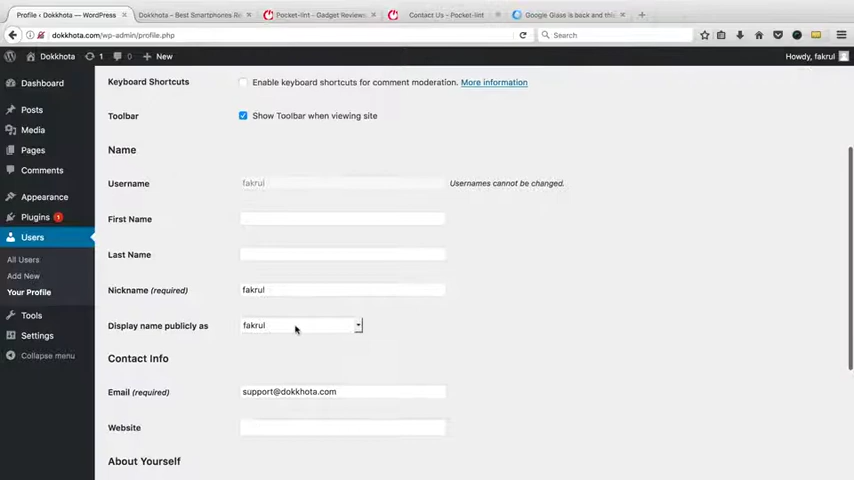 Profile ‹ Dokkhota — WordPress
Dokkhota – Best Smartphones Re
Pocket-lint - Gadget Reviews,
Contact Us - Pocket-lint
Google Glass is back and thi
dokkhota.com/wp-admin/profile.php
Search
Dokkhota
1
0
New
Howdy, fakrul
Dashboard
Posts
Media
Pages
Comments
Appearance
Plugins 1
Users
All Users
Add New
Your Profile
Tools
Settings
Collapse menu
Keyboard Shortcuts
Enable keyboard shortcuts for comment moderation. More information
Toolbar
Show Toolbar when viewing site
Name
Username
fakrul
Usernames cannot be changed.
First Name
Last Name
Nickname (required)
fakrul
Display name publicly as
fakrul
Contact Info
Email (required)
support@dokkhota.com
Website
About Yourself